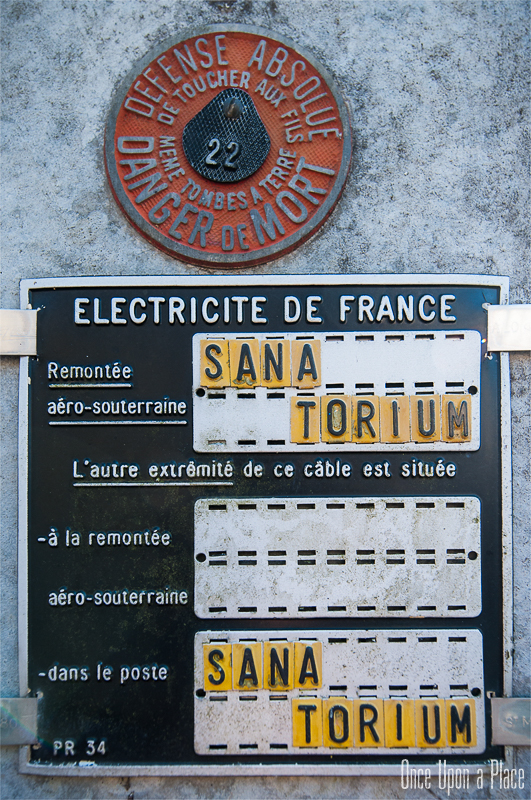 DEFENSE ABSOLUE
DE TOUCHER AUX FILS
22
MEME TOMBES A TERRE
DANGER DE MORT
ELECTRICITE DE FRANCE
Remontée
aéro-souterraine
SANA
TORIUM
L'autre extrêmité de ce câble est située
-à la remontée
aéro-souterraine
-dans le poste
SANA
TORIUM
PR 34
Once Upon a Place